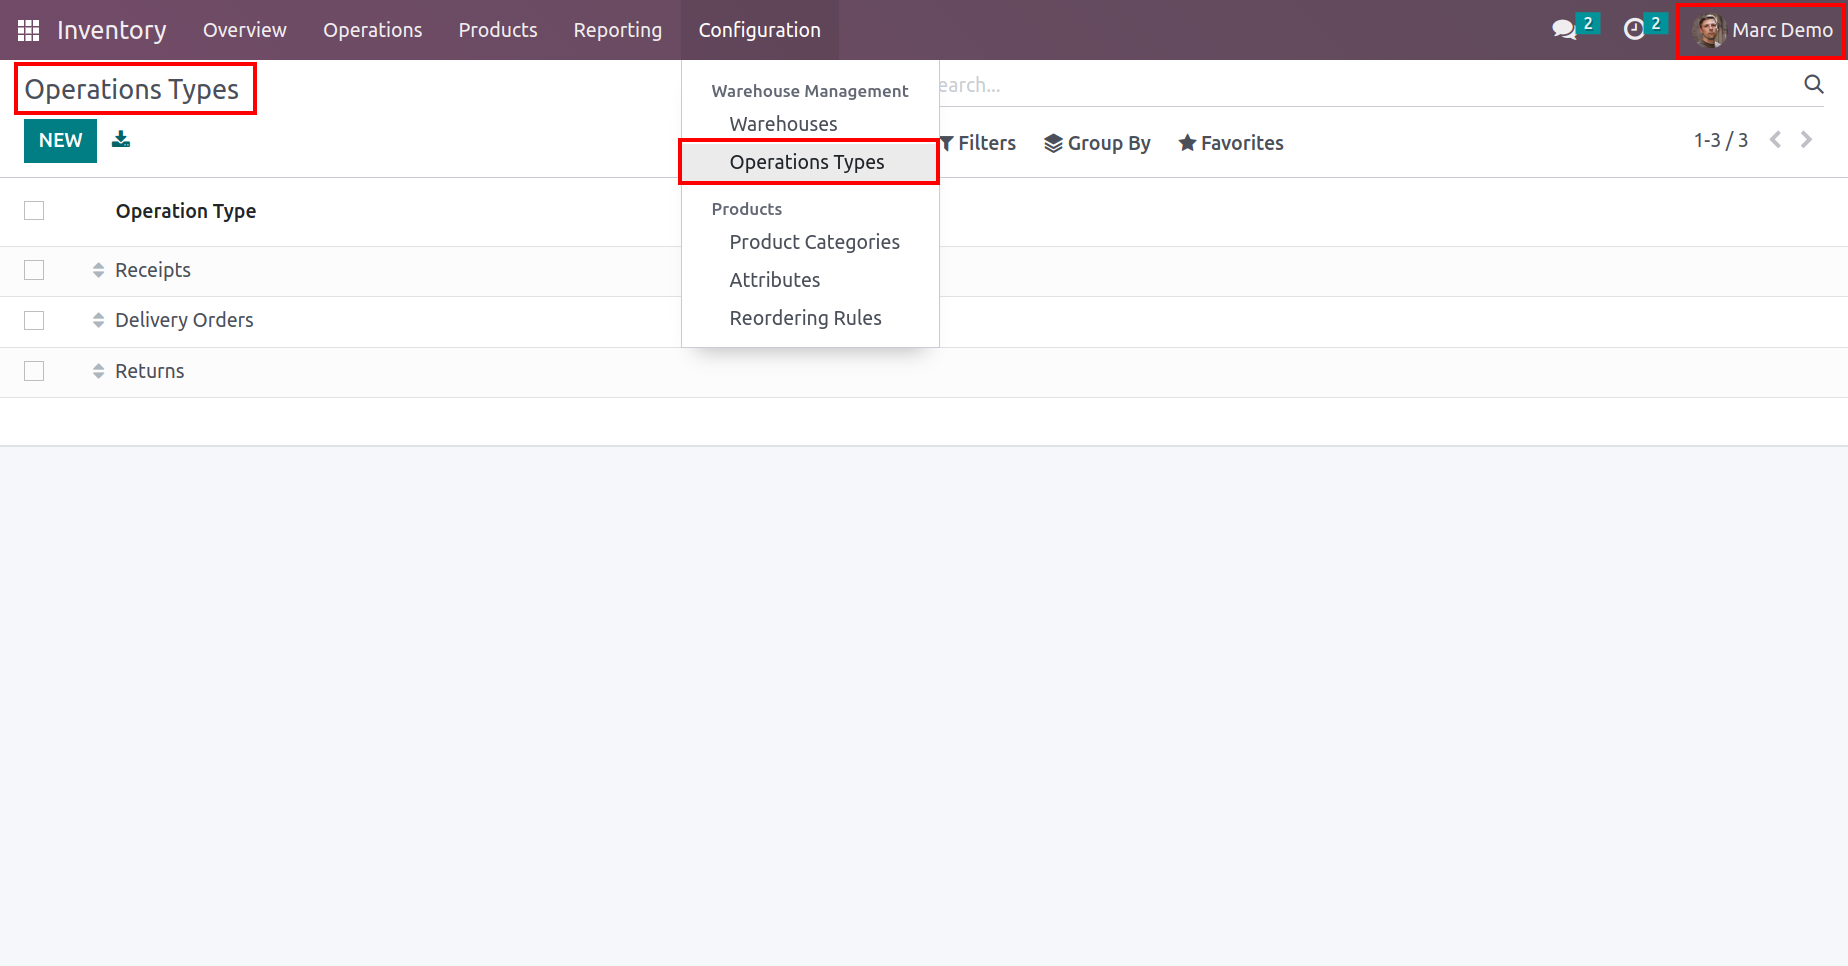 Inventory Overview Operations Products Reporting Configuration 2 2 Marc Demo
Operations Types
earch...
NEW
Filters Group By Favorites 1-3 / 3
Warehouse Management
Warehouses
Operations Types
Products
Product Categories
Attributes
Reordering Rules
Operation Type
Receipts
Delivery Orders
Returns